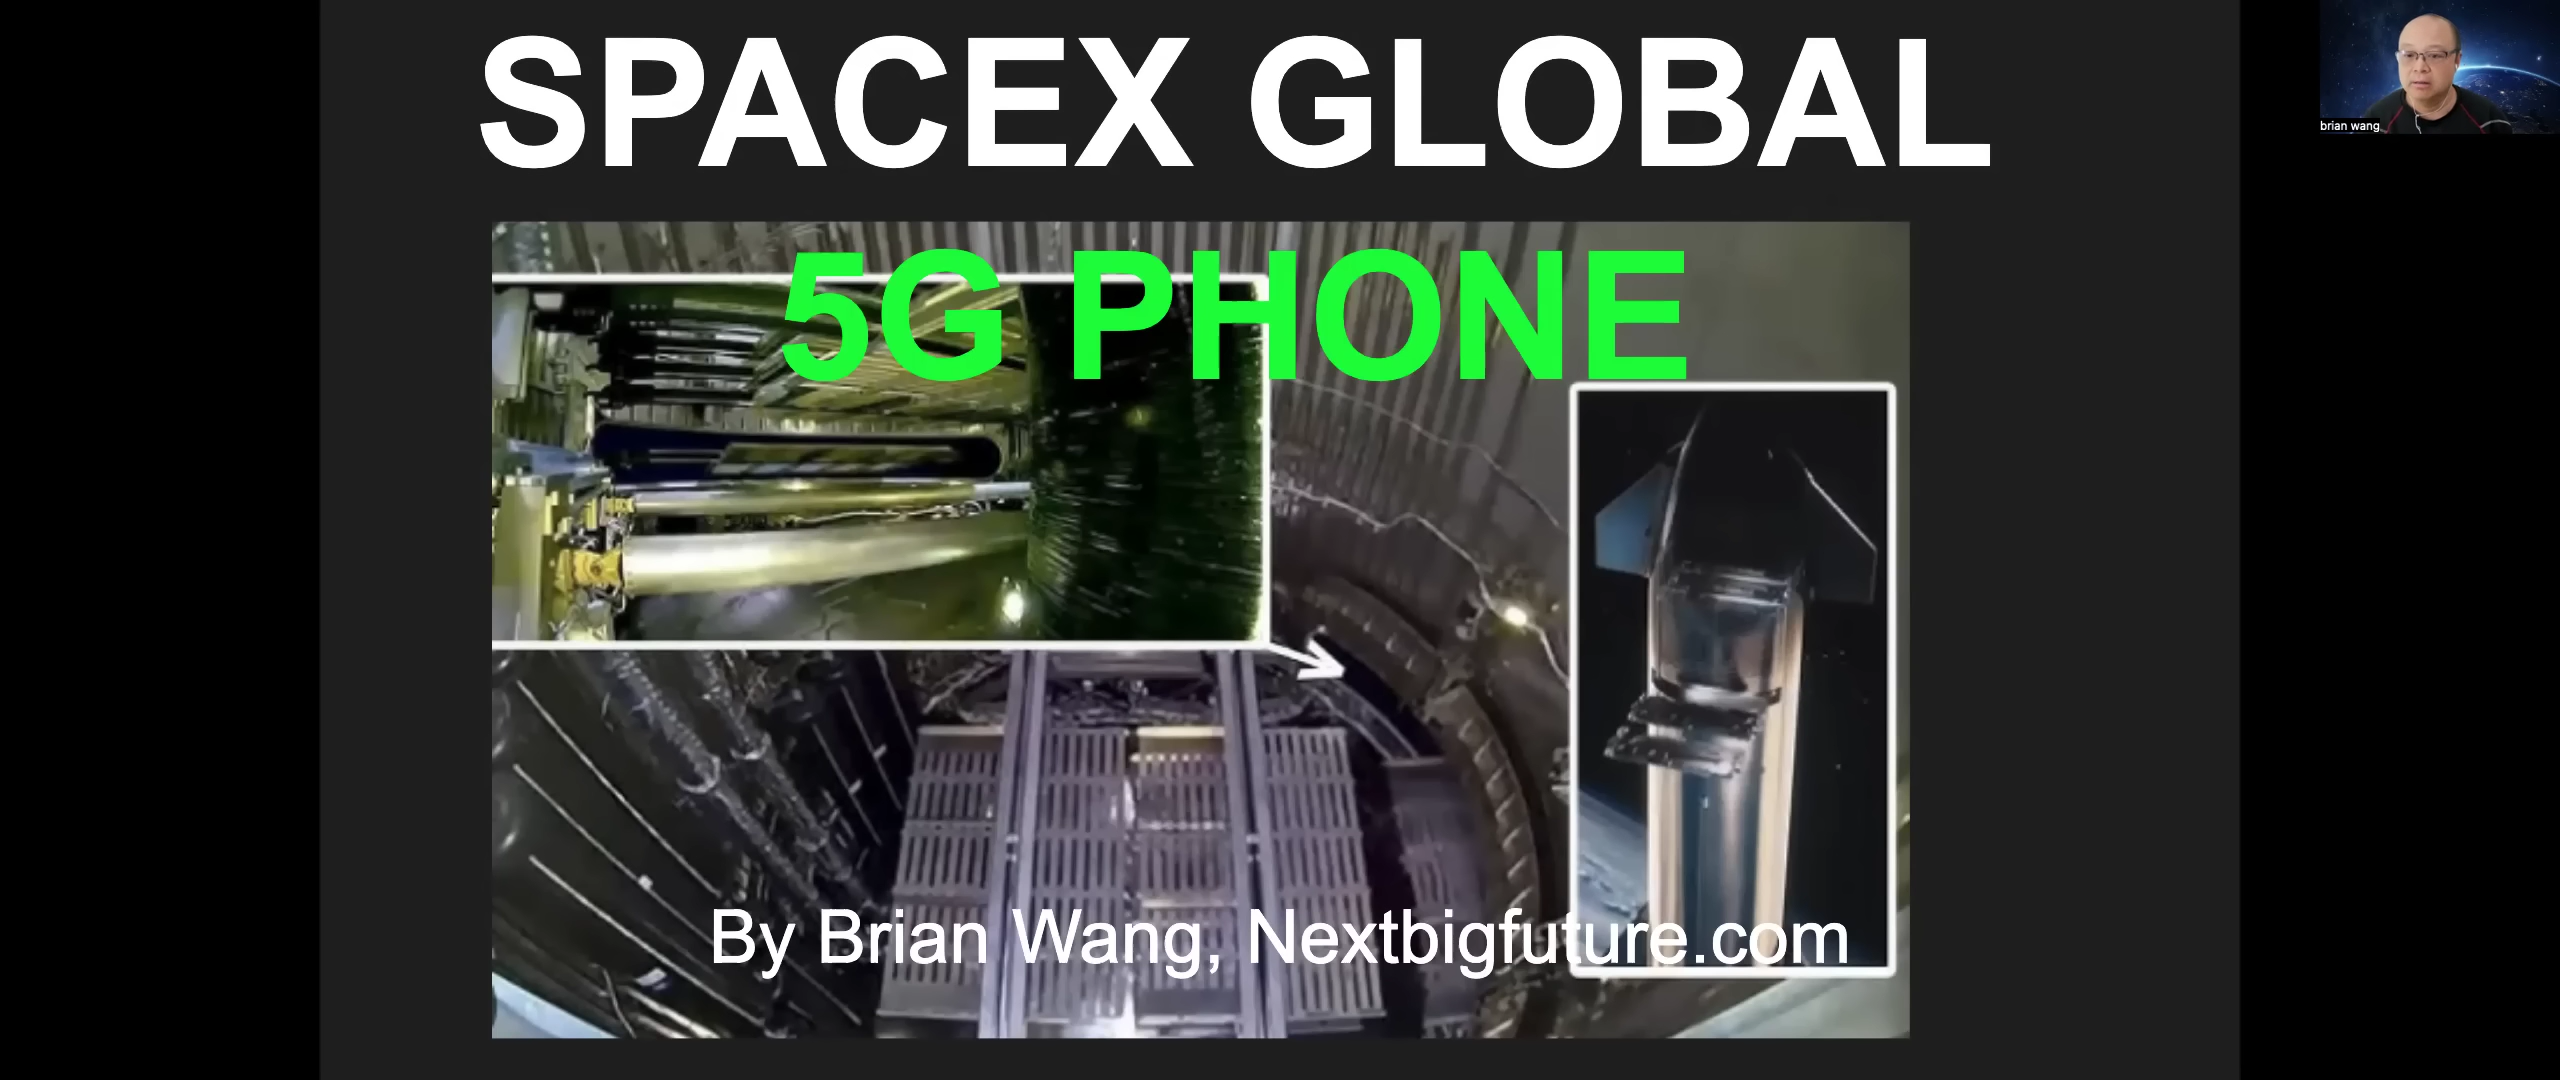 SPACEX GLOBAL
5G PHONE
By Brian Wang, Nextbigfuture.com
brian wang